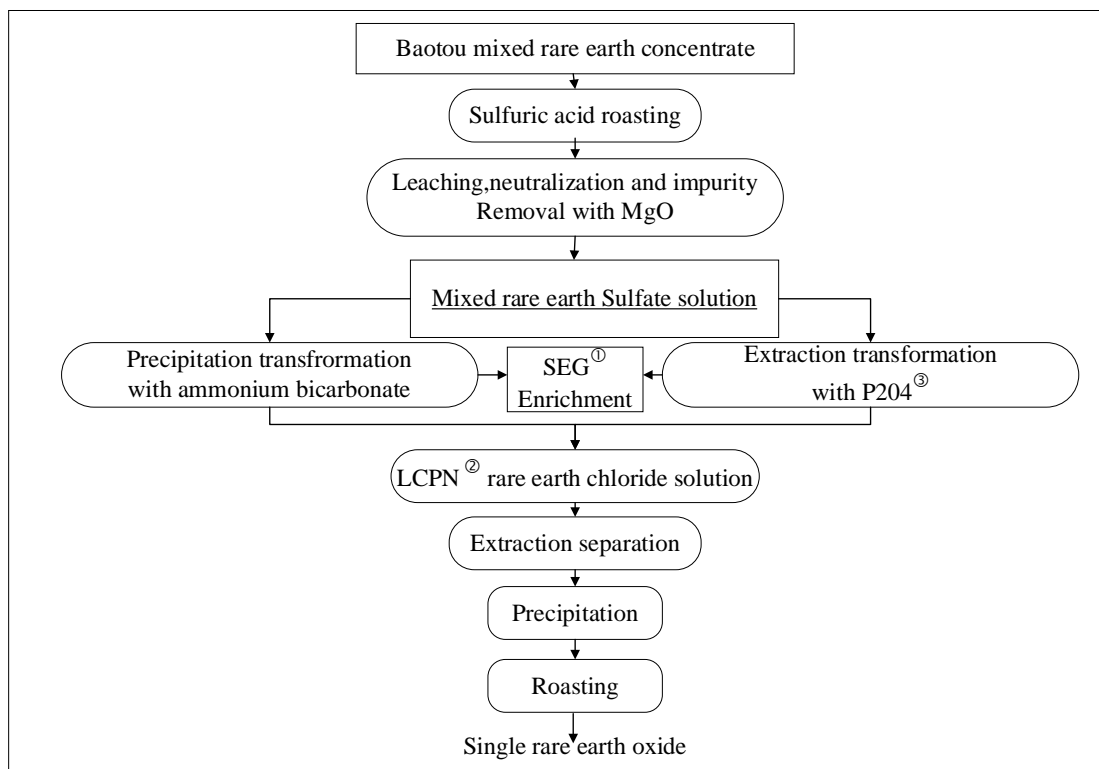 Baotou mixed rare earth concentrate
Sulfuric acid roasting
Leaching,neutralization and impurity
Removal with MgO
Mixed rare earth Sulfate solution
Precipitation transfrormation
with ammonium bicarbonate
SEG①
Enrichment
Extraction transformation
with P204③
LCPN② rare earth chloride solution
Extraction separation
Precipitation
Roasting
Single rare earth oxide